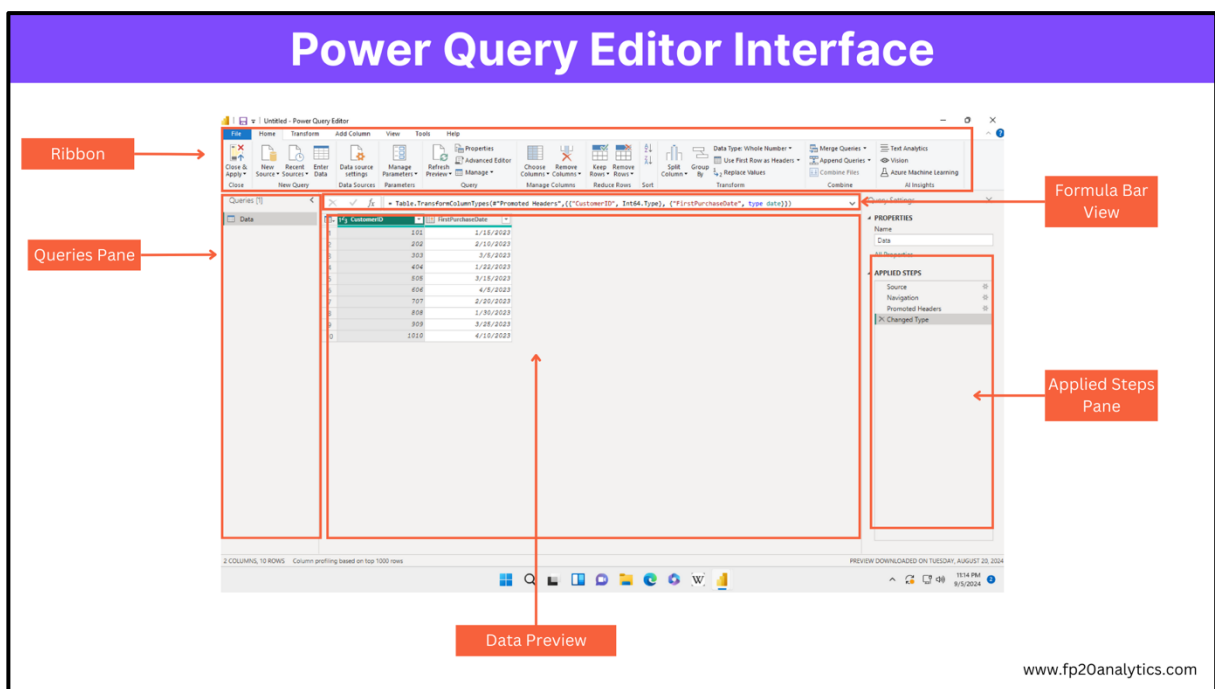 Power Query Editor Interface
Untitled - Power Query Editor
File Home Transform Add Column View Tools Help
Close & Apply
New Source
Recent Sources
Enter Data
Data source settings
Manage Parameters
Refresh Preview
Properties
Advanced Editor
Manage
Choose Columns
Remove Columns
Keep Rows
Remove Rows
Split Column
Group By
Data Type: Whole Number
Use First Row as Headers
Replace Values
Merge Queries
Append Queries
Combine Files
Text Analytics
Vision
Azure Machine Learning
Close New Query Data Sources Parameters Query Manage Columns Reduce Rows Sort Transform Combine AI Insights
Ribbon
Formula Bar
View
Queries Pane
Applied Steps
Pane
Data Preview
Queries [1]
Data
fx = Table.TransformColumnTypes(#"Promoted Headers",{{"CustomerID", Int64.Type}, {"FirstPurchaseDate", type date}})
CustomerID FirstPurchaseDate
101 1/15/2023
202 2/10/2023
303 3/5/2023
404 1/22/2023
505 3/15/2023
606 4/5/2023
707 2/20/2023
808 1/30/2023
909 3/25/2023
1010 4/10/2023
Query Settings
PROPERTIES
Name
Data
All Properties
APPLIED STEPS
Source
Navigation
Promoted Headers
Changed Type
2 COLUMNS, 10 ROWS Column profiling based on top 1000 rows
PREVIEW DOWNLOADED ON TUESDAY, AUGUST 20, 2024
11:14 PM
9/5/2024
www.fp20analytics.com